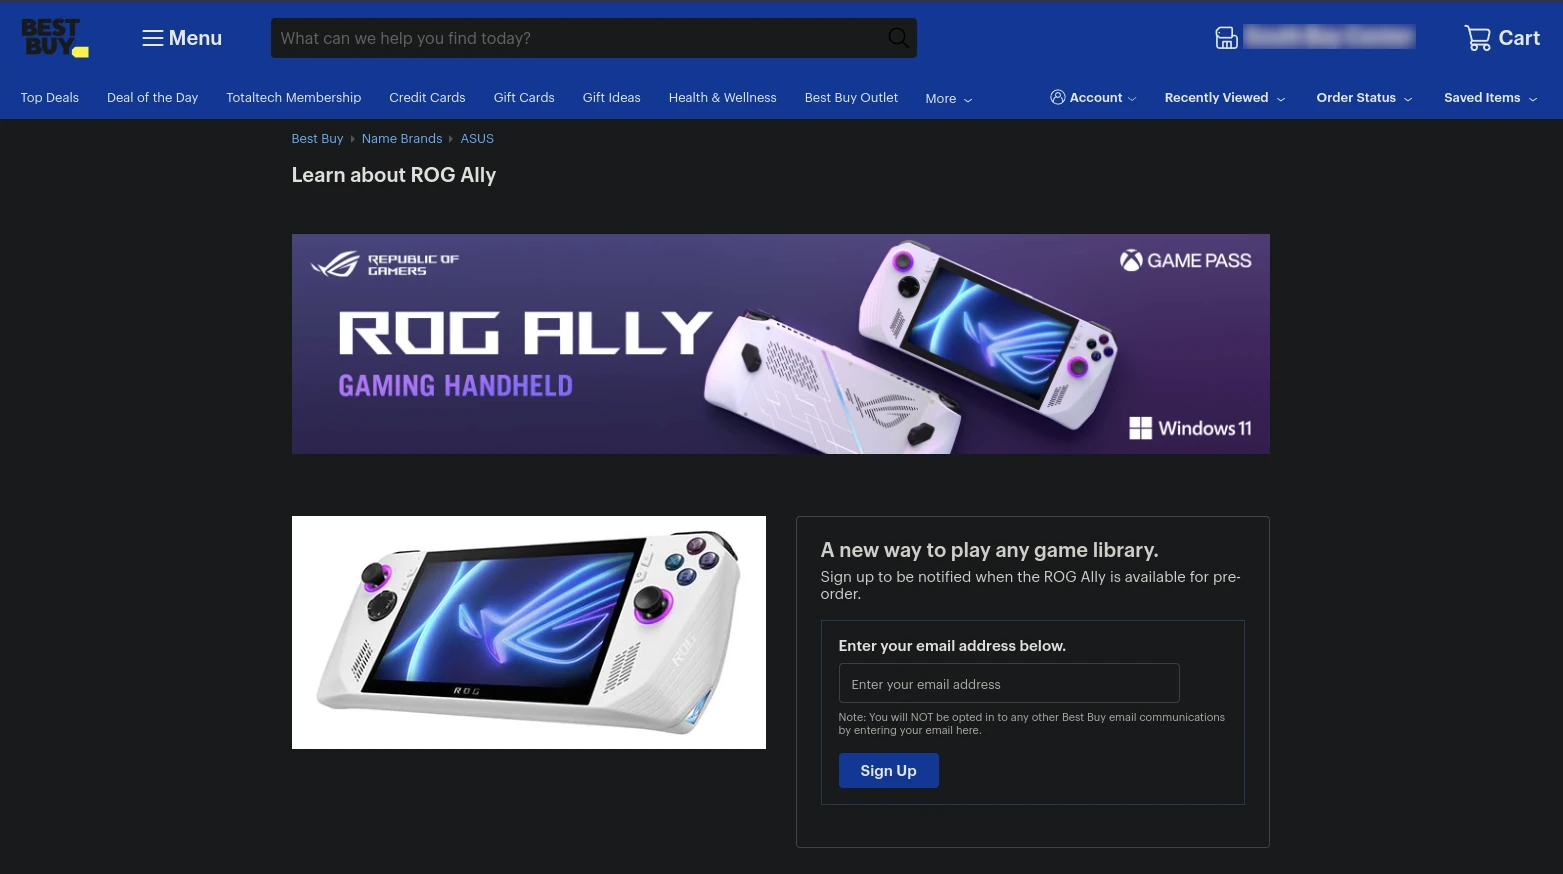 BEST BUY
Menu
What can we help you find today?
Cart
Top Deals
Deal of the Day
Totaltech Membership
Credit Cards
Gift Cards
Gift Ideas
Health & Wellness
Best Buy Outlet
More
Account
Recently Viewed
Order Status
Saved Items
Best Buy
Name Brands
ASUS
Learn about ROG Ally
REPUBLIC OF
GAMERS
GAME PASS
ROG ALLY
GAMING HANDHELD
Windows 11
ROG
ROG
A new way to play any game library.
Sign up to be notified when the ROG Ally is available for pre-
order.
Enter your email address below.
Enter your email address
Note: You will NOT be opted in to any other Best Buy email communications
by entering your email here.
Sign Up